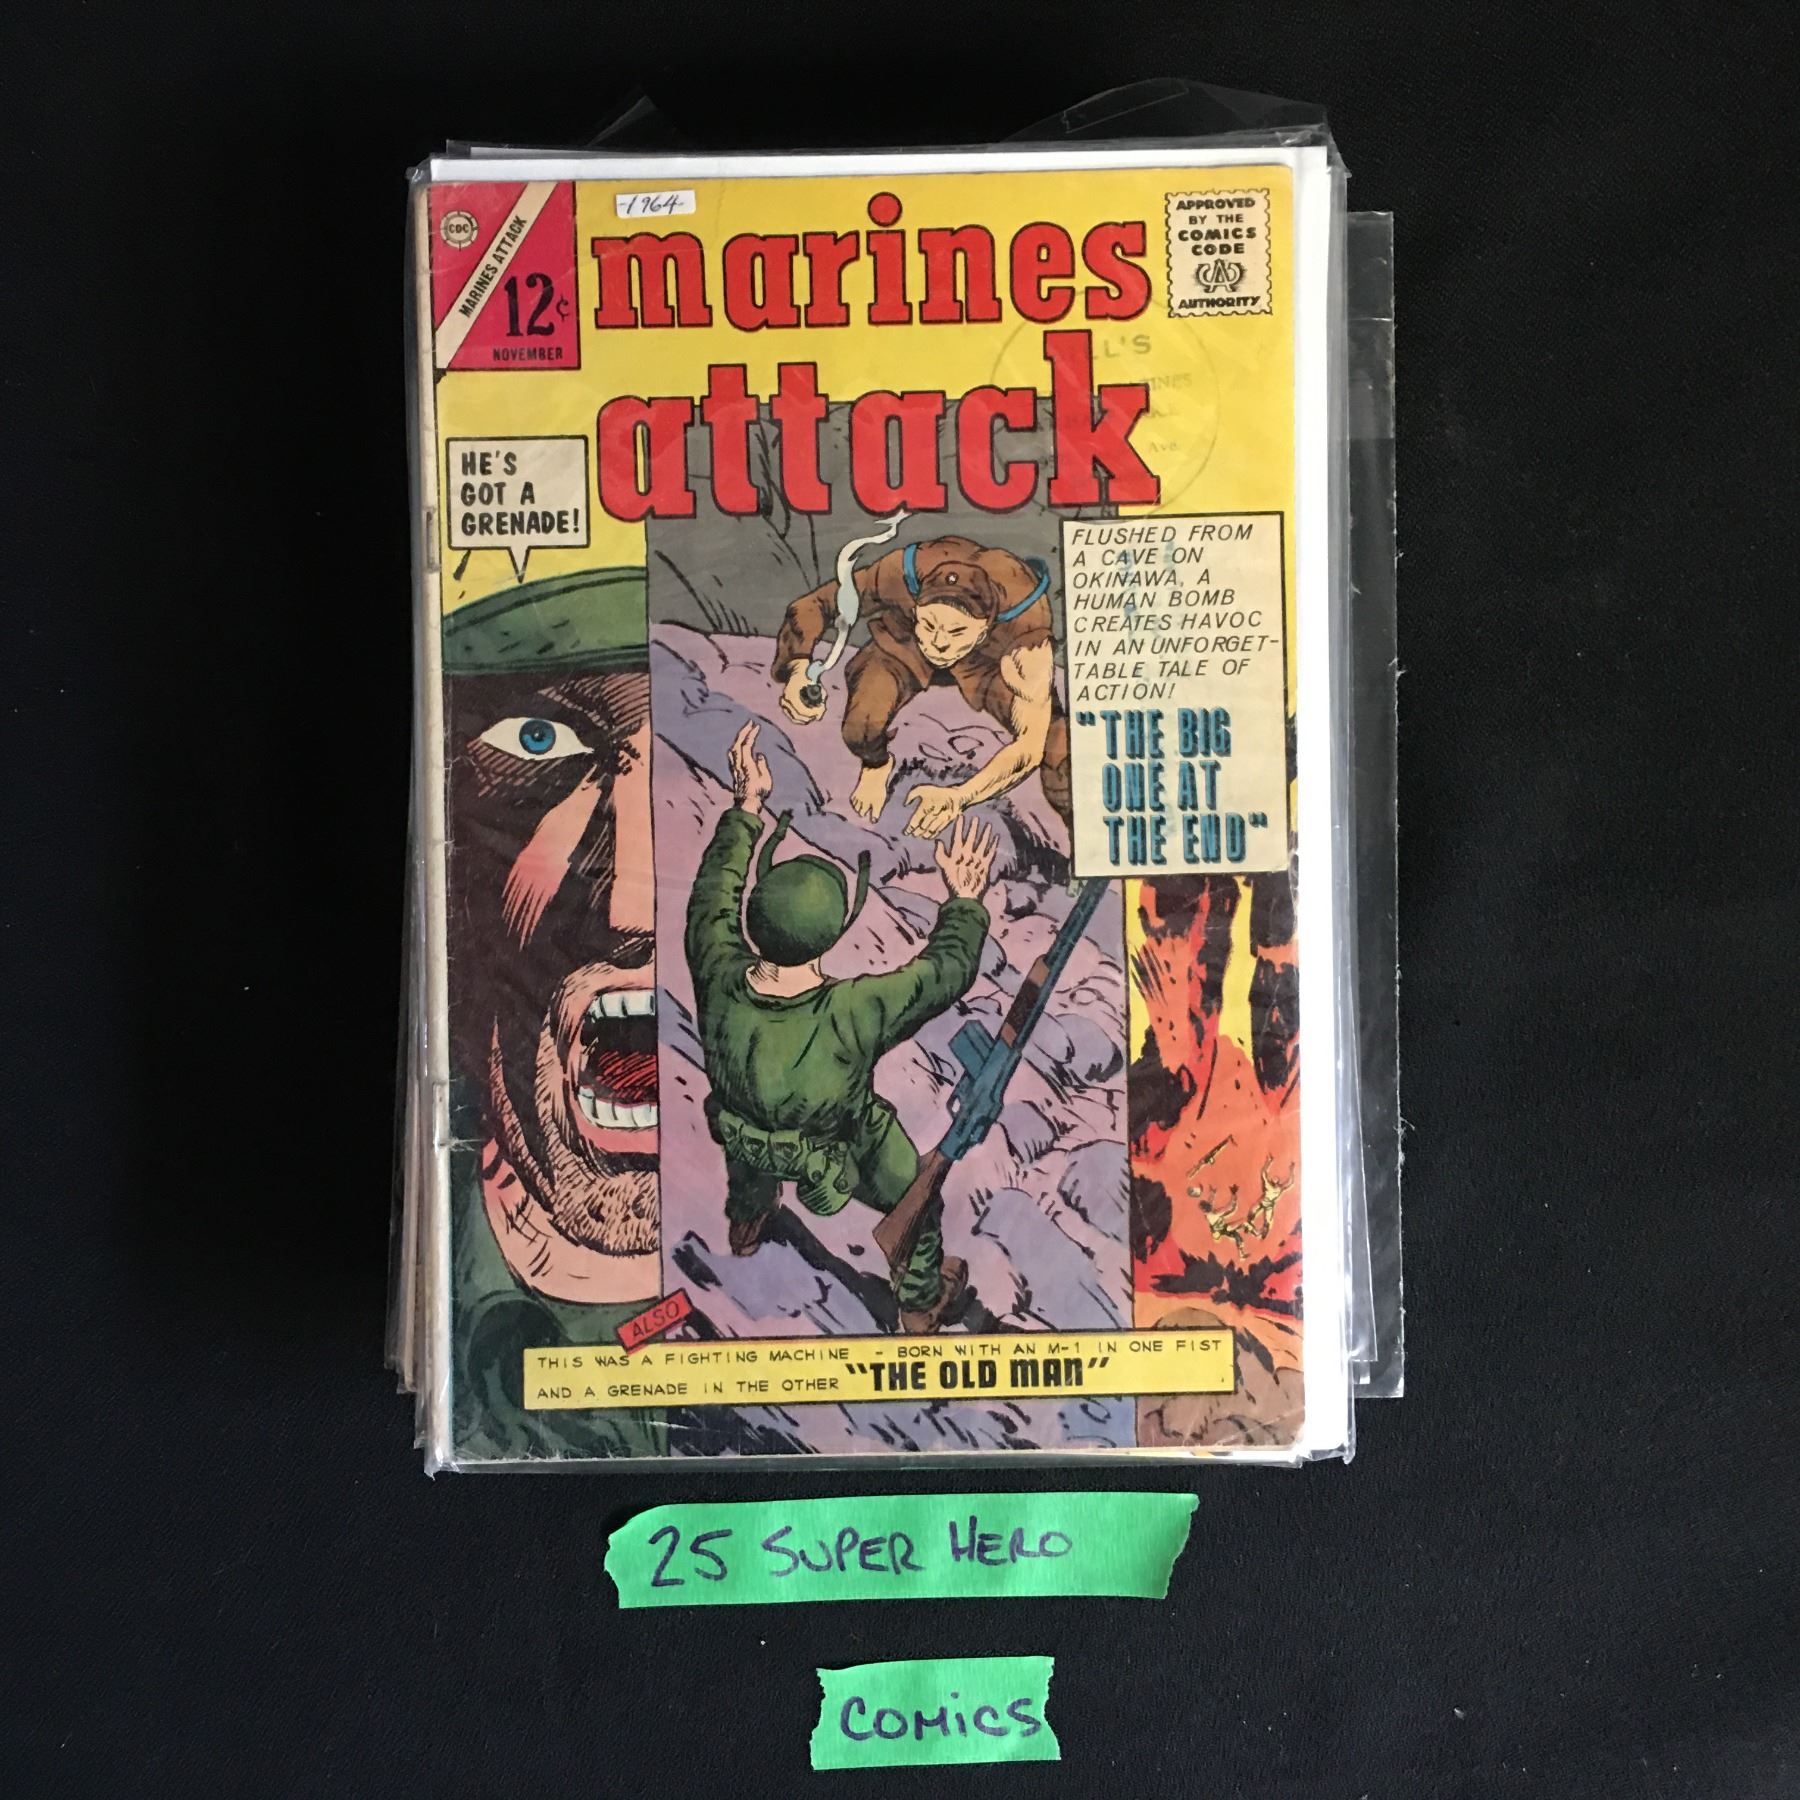 CDC
MARINES ATTACK
12¢
NOVEMBER
-1964-
marines
attack
APPROVED
BY THE
COMICS
CODE
CA
AUTHORITY
LL'S
Ave.
HE'S
GOT A
GRENADE!
FLUSHED FROM
A CAVE ON
OKINAWA, A
HUMAN BOMB
CREATES HAVOC
IN AN UNFORGET-
TABLE TALE OF
ACTION!
"THE BIG
ONE AT
THE END"
ALSO
THIS WAS A FIGHTING MACHINE - BORN WITH AN M-1 IN ONE FIST
AND A GRENADE IN THE OTHER "THE OLD MAN"
25 SUPER HERO
COMICS